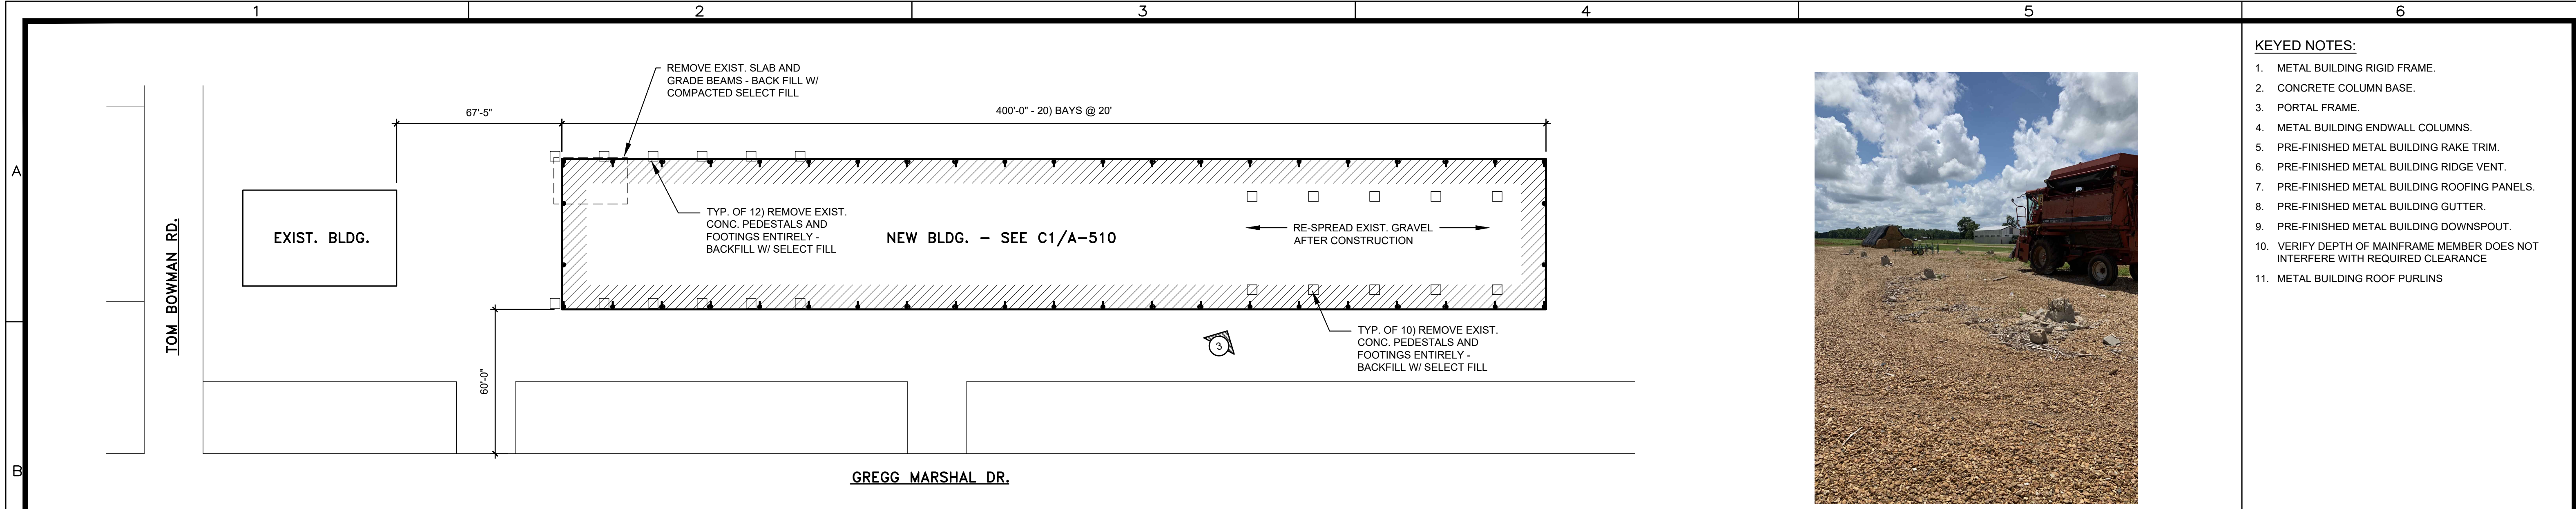 1
2
3
4
5
6
A
B
REMOVE EXIST. SLAB AND
GRADE BEAMS - BACK FILL W/
COMPACTED SELECT FILL
67'-5"
400'-0" - 20) BAYS @ 20'
TOM BOWMAN RD.
EXIST. BLDG.
TYP. OF 12) REMOVE EXIST.
CONC. PEDESTALS AND
FOOTINGS ENTIRELY -
BACKFILL W/ SELECT FILL
NEW BLDG. - SEE C1/A-510
RE-SPREAD EXIST. GRAVEL
AFTER CONSTRUCTION
3
TYP. OF 10) REMOVE EXIST.
CONC. PEDESTALS AND
FOOTINGS ENTIRELY -
BACKFILL W/ SELECT FILL
60'-0"
GREGG MARSHAL DR.
KEYED NOTES:
1. METAL BUILDING RIGID FRAME.
2. CONCRETE COLUMN BASE.
3. PORTAL FRAME.
4. METAL BUILDING ENDWALL COLUMNS.
5. PRE-FINISHED METAL BUILDING RAKE TRIM.
6. PRE-FINISHED METAL BUILDING RIDGE VENT.
7. PRE-FINISHED METAL BUILDING ROOFING PANELS.
8. PRE-FINISHED METAL BUILDING GUTTER.
9. PRE-FINISHED METAL BUILDING DOWNSPOUT.
10. VERIFY DEPTH OF MAINFRAME MEMBER DOES NOT
INTERFERE WITH REQUIRED CLEARANCE
11. METAL BUILDING ROOF PURLINS